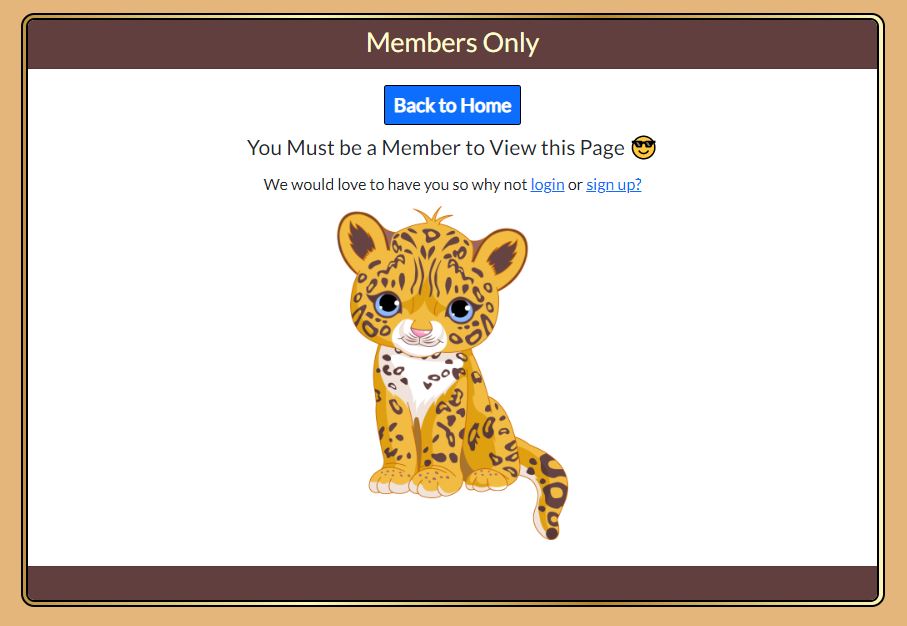 Members Only
Back to Home
You Must be a Member to View this Page 😎
We would love to have you so why not login or sign up?